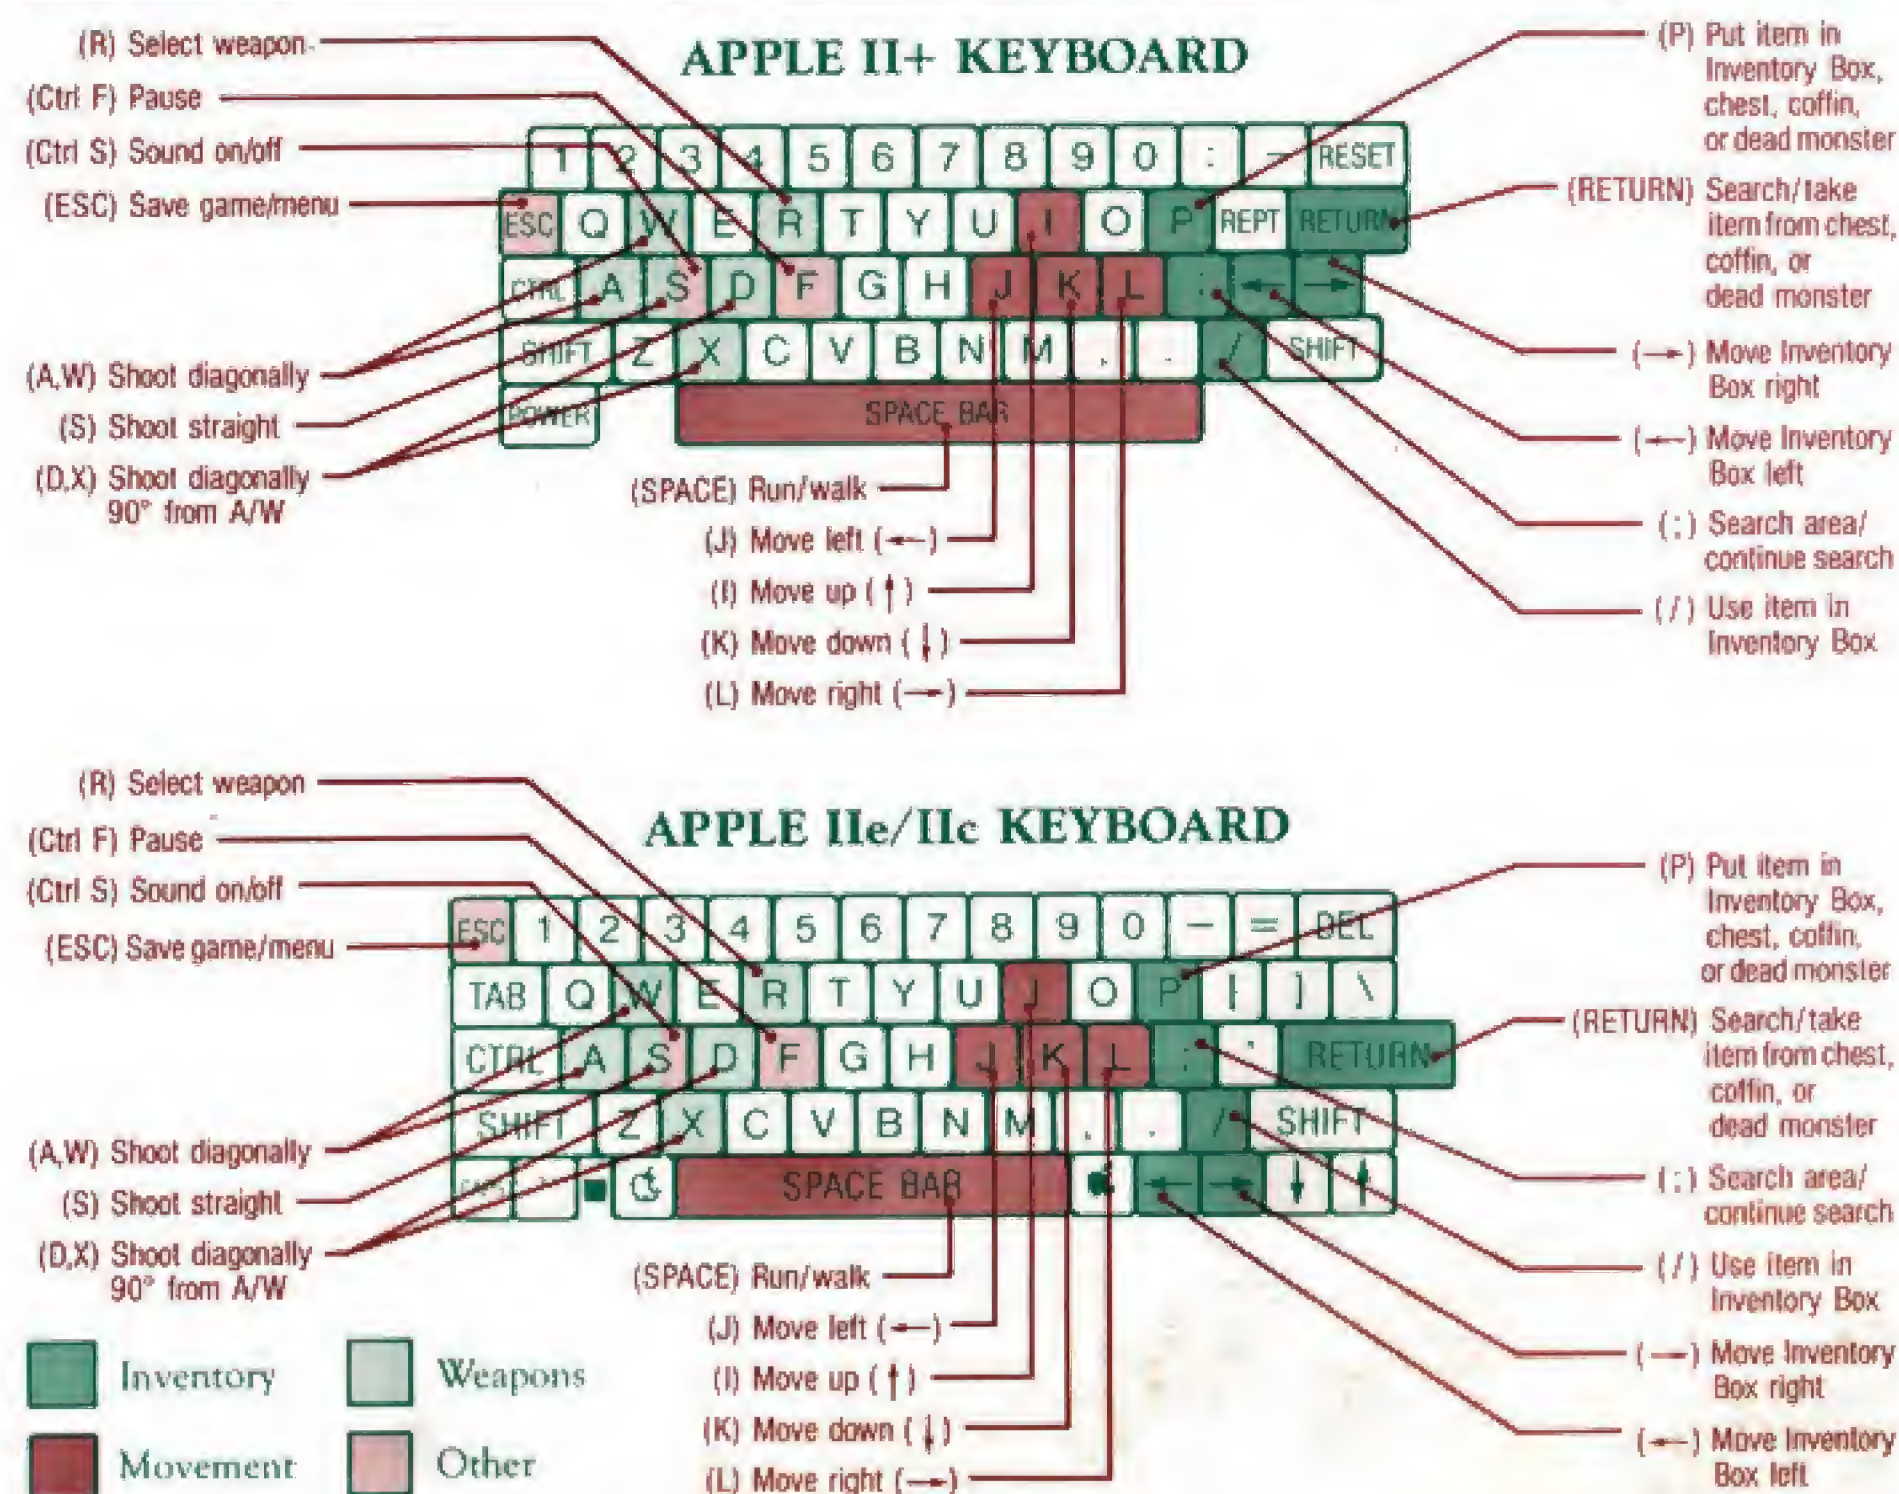 APPLE II+ KEYBOARD
(R) Select weapon
(Ctrl F) Pause
(Ctrl S) Sound on/off
(ESC) Save game/menu
(A,W) Shoot diagonally
(S) Shoot straight
(D,X) Shoot diagonally
90° from A/W
1 2 3 4 5 6 7 8 9 0 : - RESET
ESC Q W E R T Y U I O P REPT RETURN
CTRL A S D F G H J K L ; ← →
SHIFT Z X C V B N M , . / SHIFT
POWER SPACE BAR
(SPACE) Run/walk
(J) Move left (←)
(I) Move up (↑)
(K) Move down (↓)
(L) Move right (→)
(P) Put item in
Inventory Box,
chest, coffin,
or dead monster
(RETURN) Search/take
item from chest,
coffin, or
dead monster
(→) Move Inventory
Box right
(←) Move Inventory
Box left
(;) Search area/
continue search
(/) Use item in
Inventory Box
APPLE IIe/IIc KEYBOARD
(R) Select weapon
(Ctrl F) Pause
(Ctrl S) Sound on/off
(ESC) Save game/menu
(A,W) Shoot diagonally
(S) Shoot straight
(D,X) Shoot diagonally
90° from A/W
ESC 1 2 3 4 5 6 7 8 9 0 - = DEL
TAB Q W E R T Y U J O P [ ] \
CTRL A S D F G H J K L ; ' RETURN
SHIFT Z X C V B N M , . / SHIFT
SPACE BAR ← → ↓ ↑
(SPACE) Run/walk
(J) Move left (←)
(I) Move up (↑)
(K) Move down (↓)
(L) Move right (→)
(P) Put item in
Inventory Box,
chest, coffin,
or dead monster
(RETURN) Search/take
item from chest,
coffin, or
dead monster
(;) Search area/
continue search
(/) Use item in
Inventory Box
(→) Move Inventory
Box right
(←) Move Inventory
Box left
Inventory
Weapons
Movement
Other